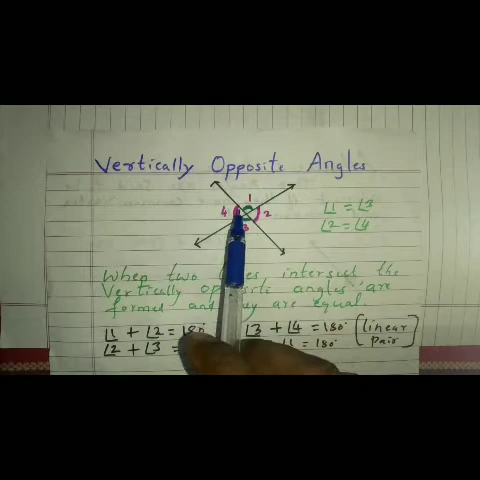 Vertically Opposite Angles
1
4 2
3
∠1 = ∠3
∠2 = ∠4
When two lines intersect the
Vertically opposite angles are
formed and they are equal.
∠1 + ∠2 = 180° ∠3 + ∠4 = 180° (linear
∠2 + ∠3 = ∠1 = 180° pair)